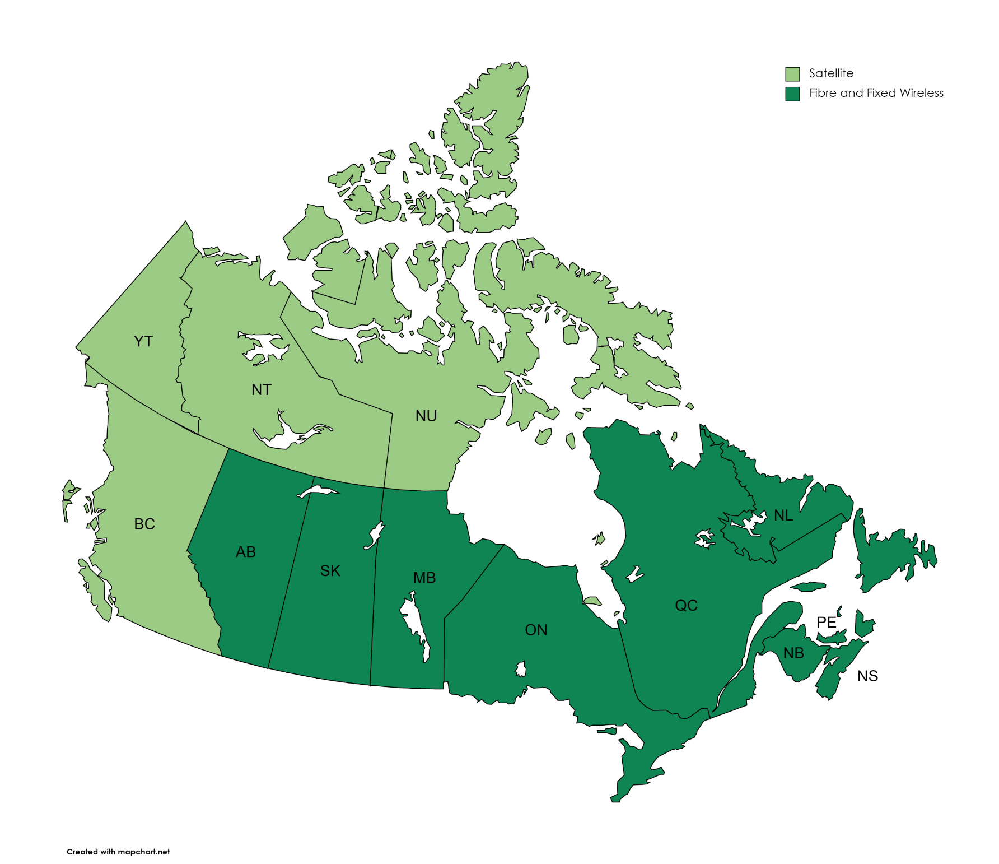 Satellite
Fibre and Fixed Wireless
YT
NT
NU
BC
AB
SK
MB
ON
QC
NL
PE
NB
NS
Created with mapchart.net